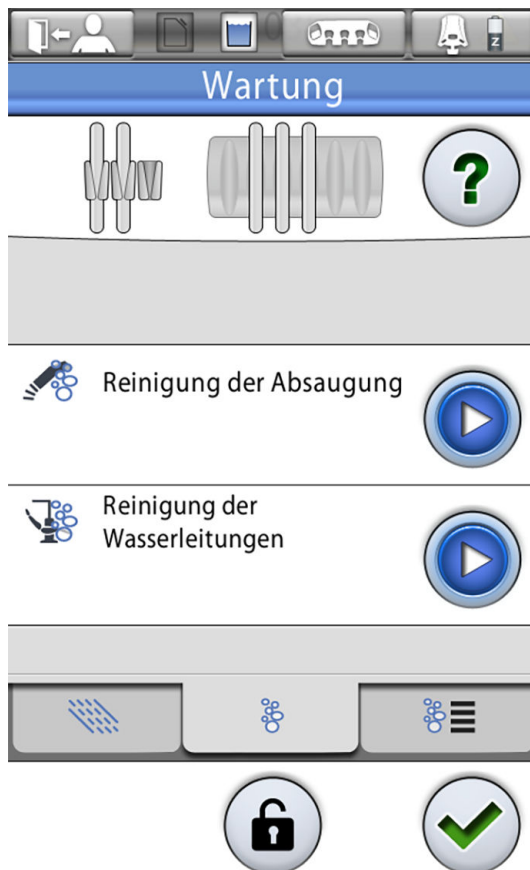 Z
Wartung
?
Reinigung der Absaugung
Reinigung der
Wasserleitungen